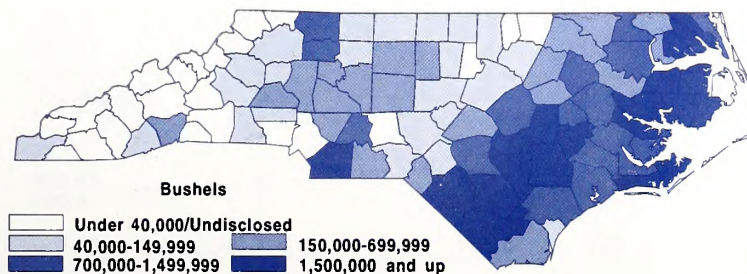 Bushels
Under 40,000/Undisclosed
40,000-149,999
150,000-699,999
700,000-1,499,999
1,500,000 and up